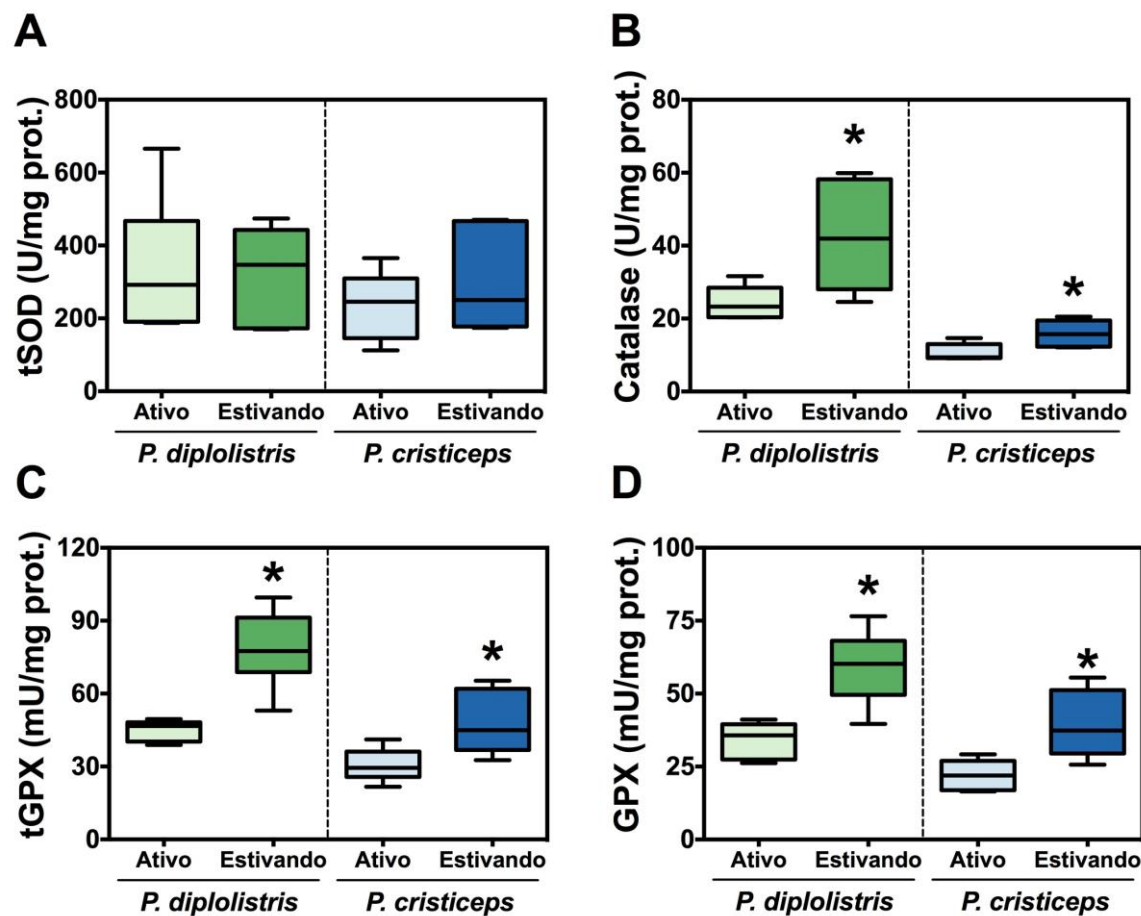 A
tSOD (U/mg prot.)
800
600
400
200
0
Ativo Estivando Ativo Estivando
P. diplolistris P. cristiceps
B
Catalase (U/mg prot.)
80
60
40
20
0
* *
Ativo Estivando Ativo Estivando
P. diplolistris P. cristiceps
C
tGPX (mU/mg prot.)
120
90
60
30
0
* *
Ativo Estivando Ativo Estivando
P. diplolistris P. cristiceps
D
GPX (mU/mg prot.)
100
75
50
25
0
* *
Ativo Estivando Ativo Estivando
P. diplolistris P. cristiceps